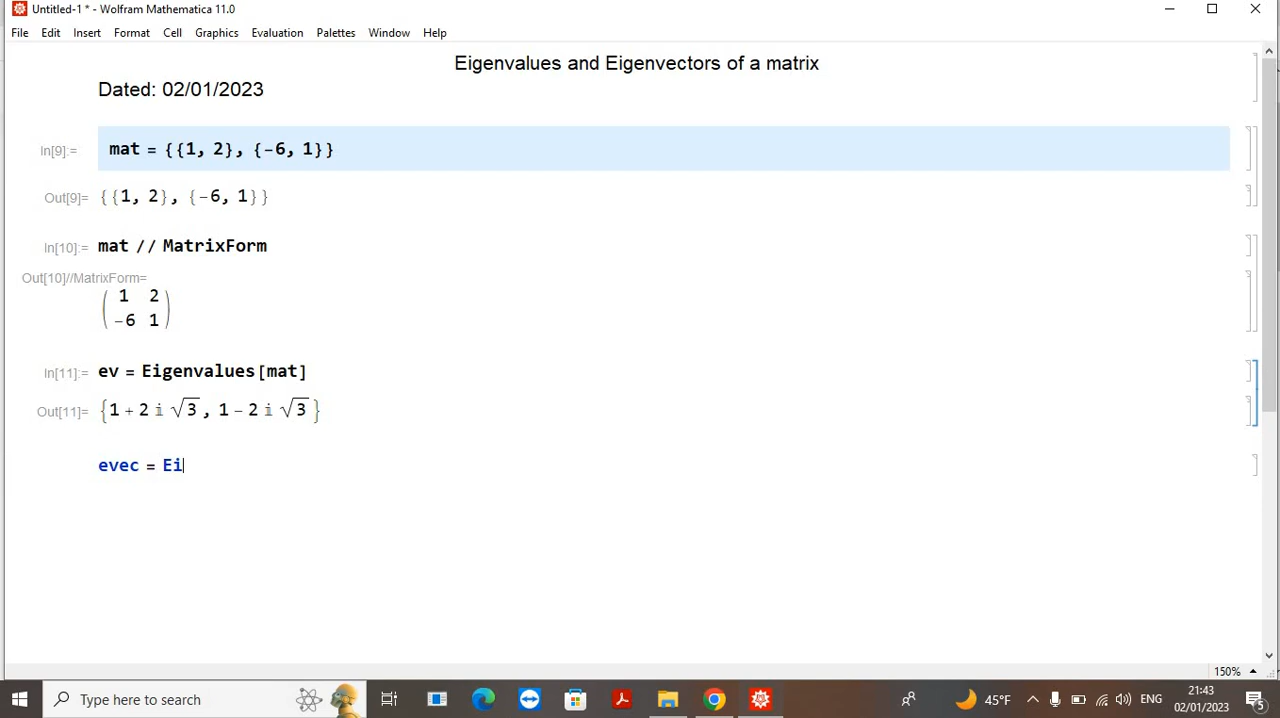 Untitled-1 * - Wolfram Mathematica 11.0
File Edit Insert Format Cell Graphics Evaluation Palettes Window Help
Eigenvalues and Eigenvectors of a matrix
Dated: 02/01/2023
In[9]:= mat = {{1, 2}, {-6, 1}}
Out[9]= {{1, 2}, {-6, 1}}
In[10]:= mat // MatrixForm
Out[10]//MatrixForm=
( 1 2
-6 1 )
In[11]:= ev = Eigenvalues[mat]
Out[11]= {1 + 2 i √3, 1 - 2 i √3}
evec = Ei
150%
Type here to search 45°F ENG 21:43
02/01/2023 5